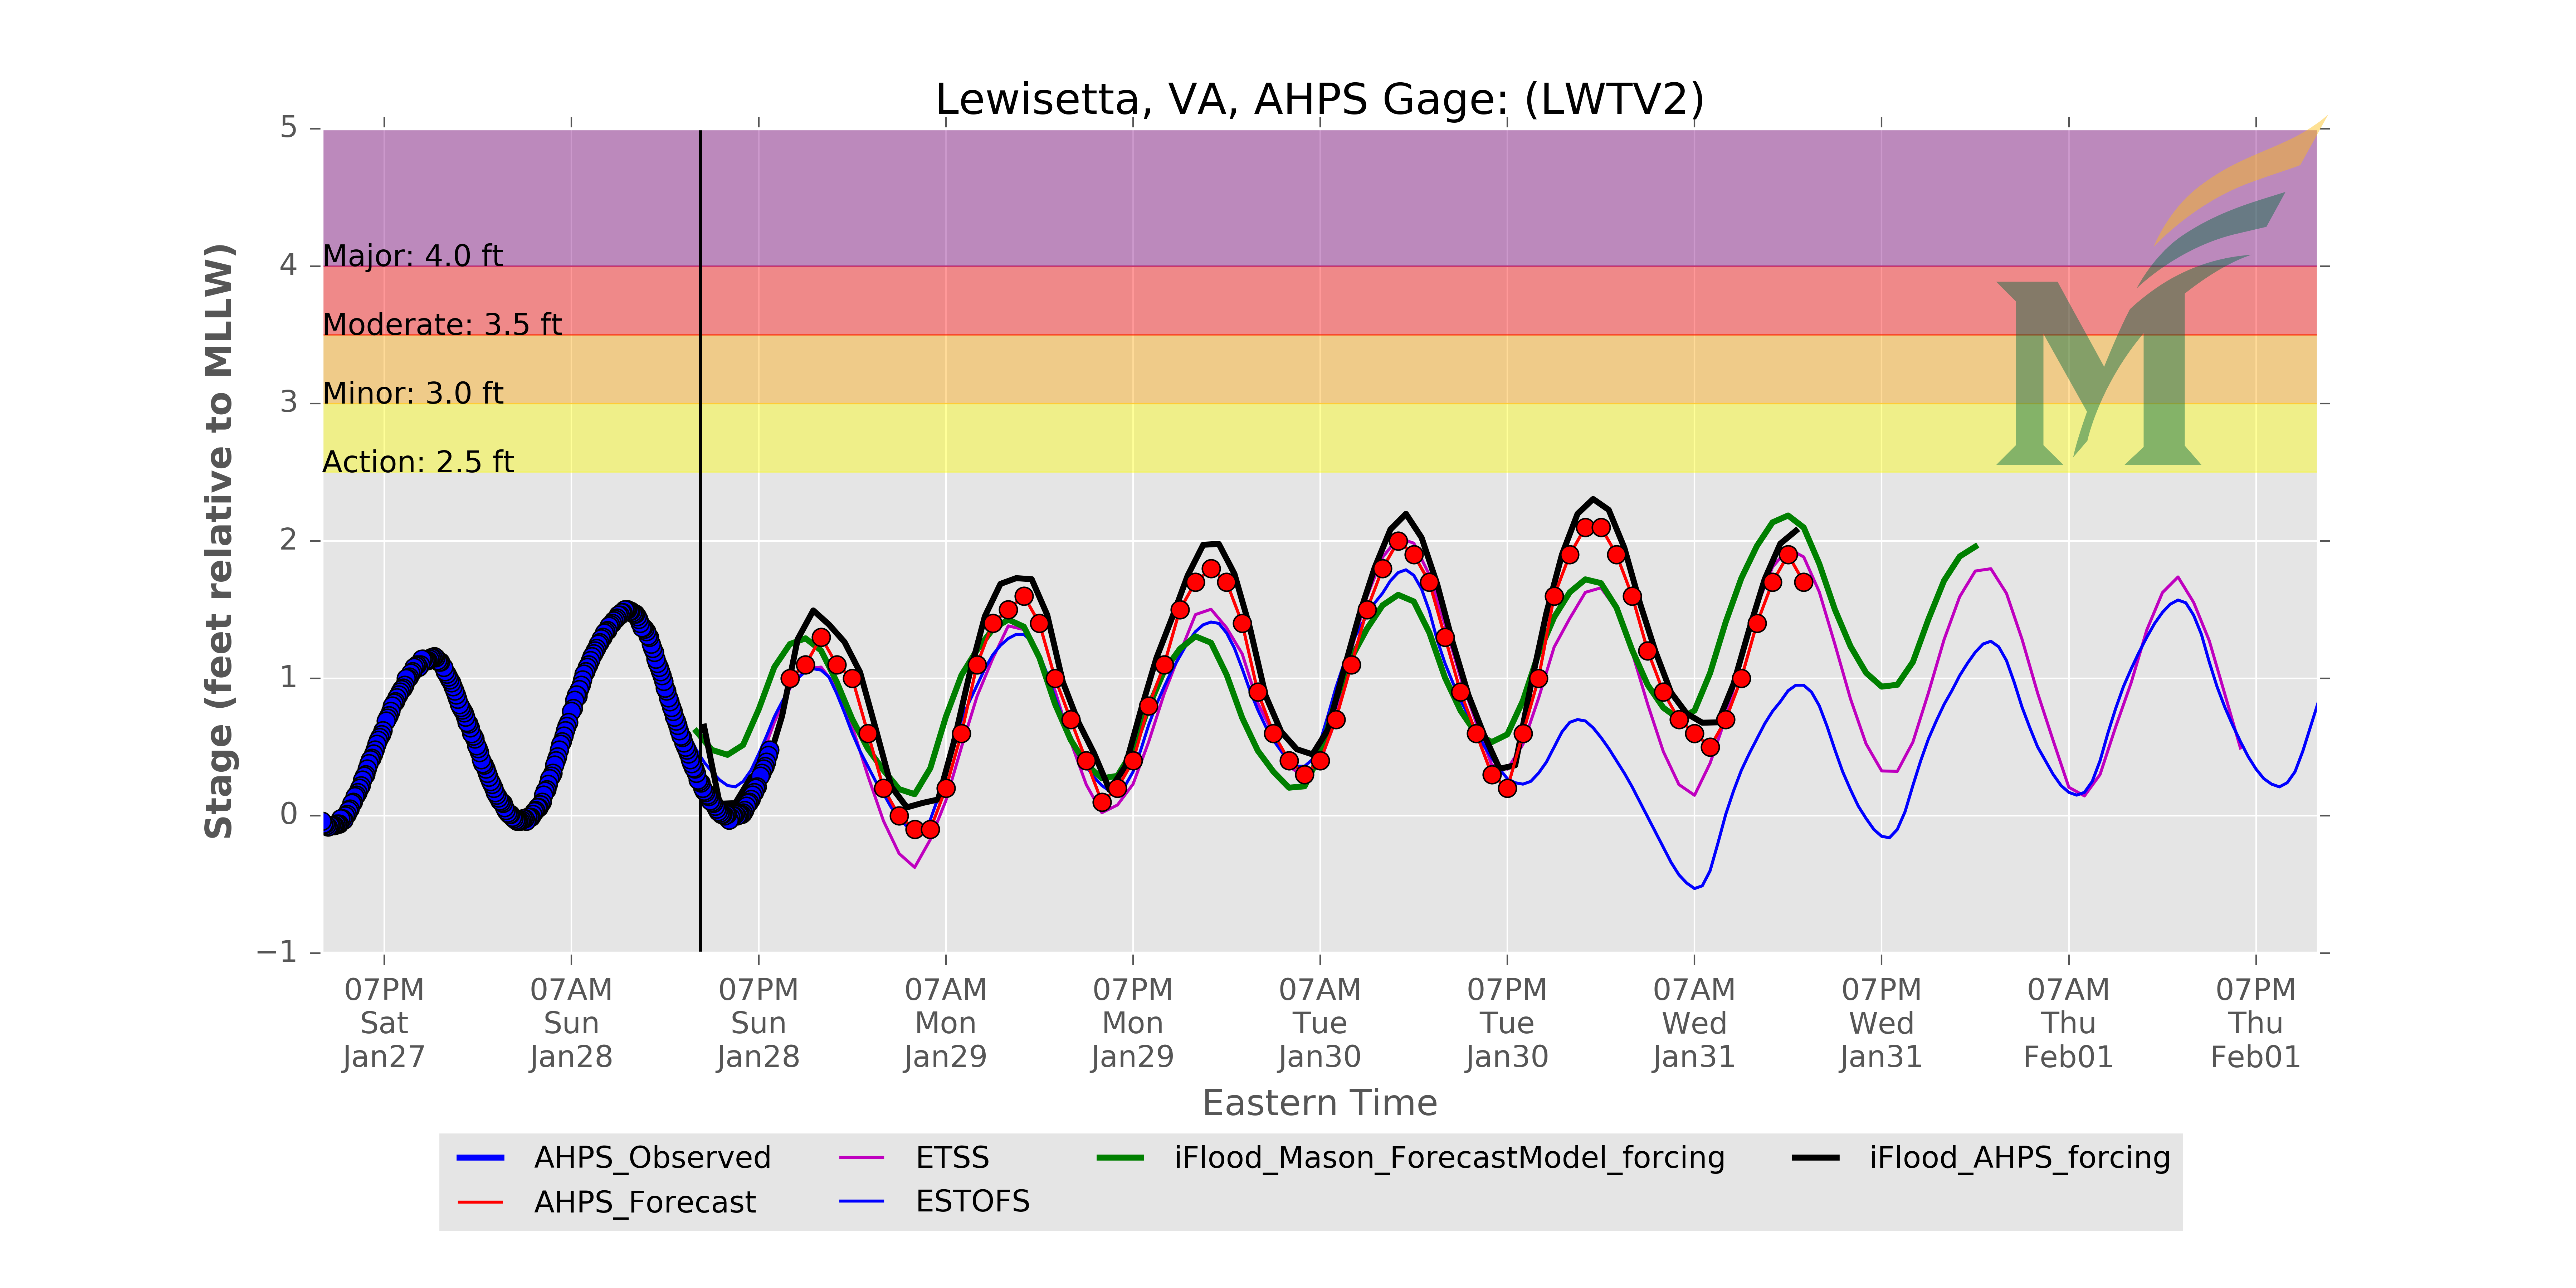 Lewisetta, VA, AHPS Gage: (LWTV2)
5
4
3
2
1
0
−1
Stage (feet relative to MLLW)
Major: 4.0 ft
Moderate: 3.5 ft
Minor: 3.0 ft
Action: 2.5 ft
M
07PM Sat Jan27
07AM Sun Jan28
07PM Sun Jan28
07AM Mon Jan29
07PM Mon Jan29
07AM Tue Jan30
07PM Tue Jan30
07AM Wed Jan31
07PM Wed Jan31
07AM Thu Feb01
07PM Thu Feb01
Eastern Time
AHPS_Observed
AHPS_Forecast
ETSS
ESTOFS
iFlood_Mason_ForecastModel_forcing
iFlood_AHPS_forcing